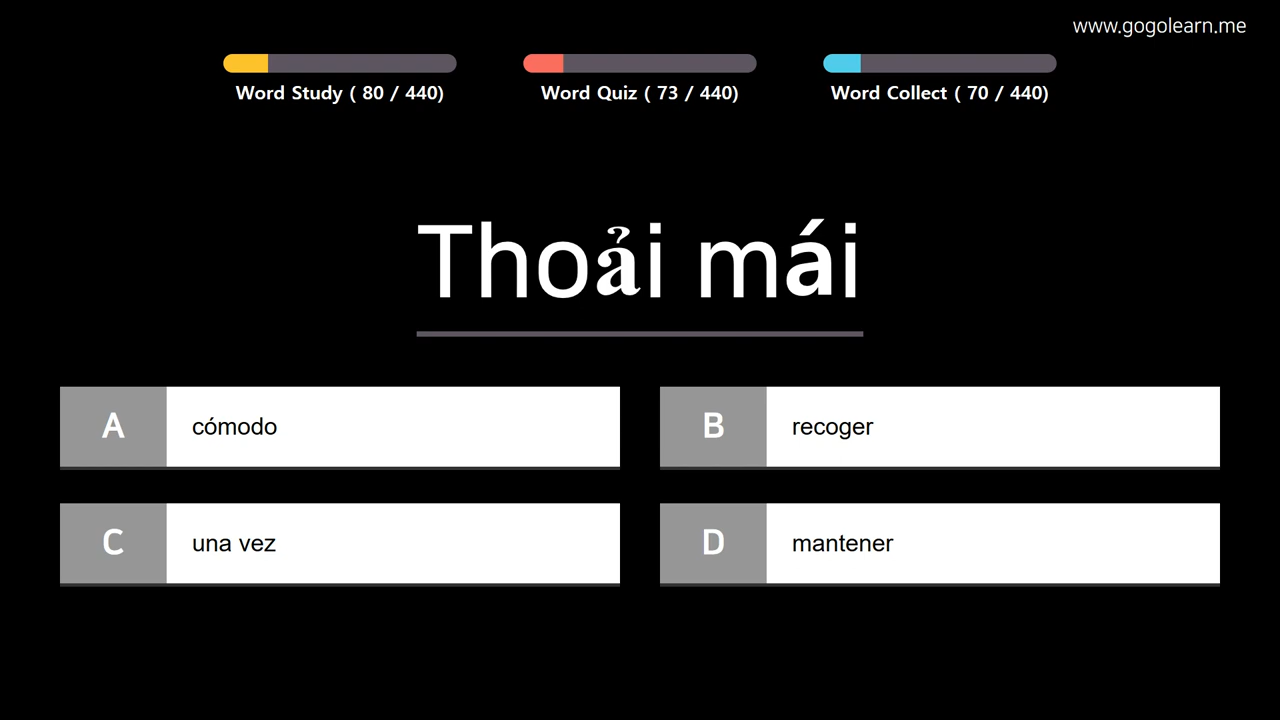 www.gogolearn.me
Word Study ( 80 / 440)
Word Quiz ( 73 / 440)
Word Collect ( 70 / 440)
Thoải mái
A cómodo
B recoger
C una vez
D mantener